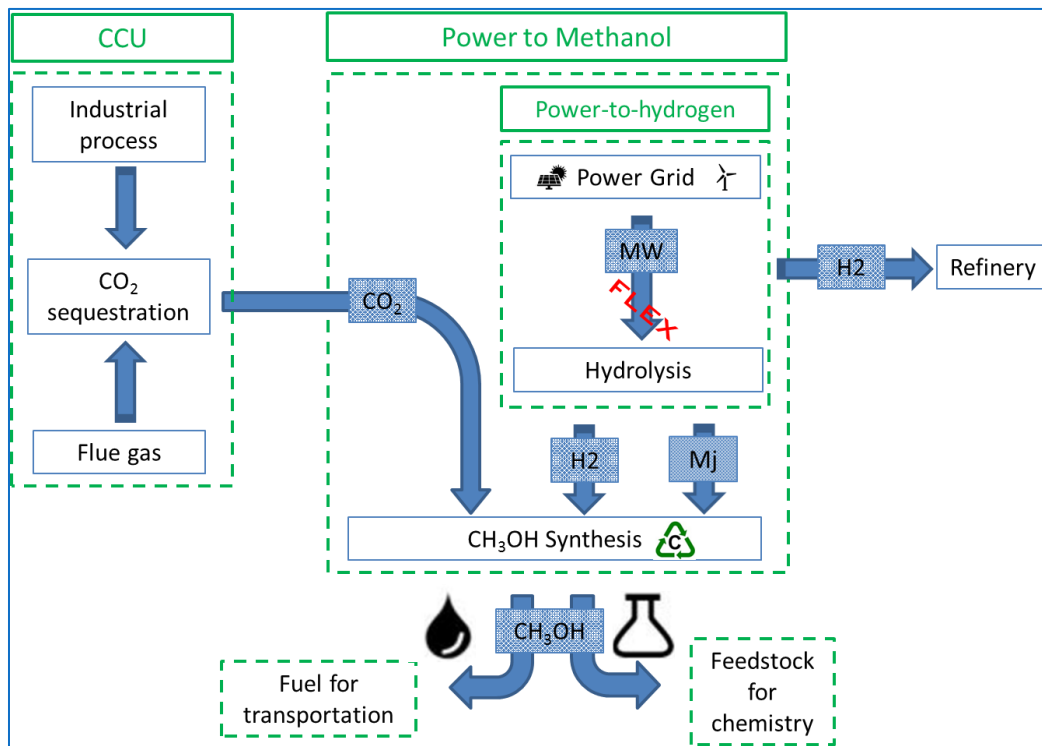 CCU
Industrial
process
CO₂
sequestration
Flue gas
Power to Methanol
Power-to-hydrogen
Power Grid
MW
FLEX
Hydrolysis
CO₂
H2
Mj
CH₃OH Synthesis
C
H2
Refinery
CH₃OH
Fuel for
transportation
Feedstock
for
chemistry